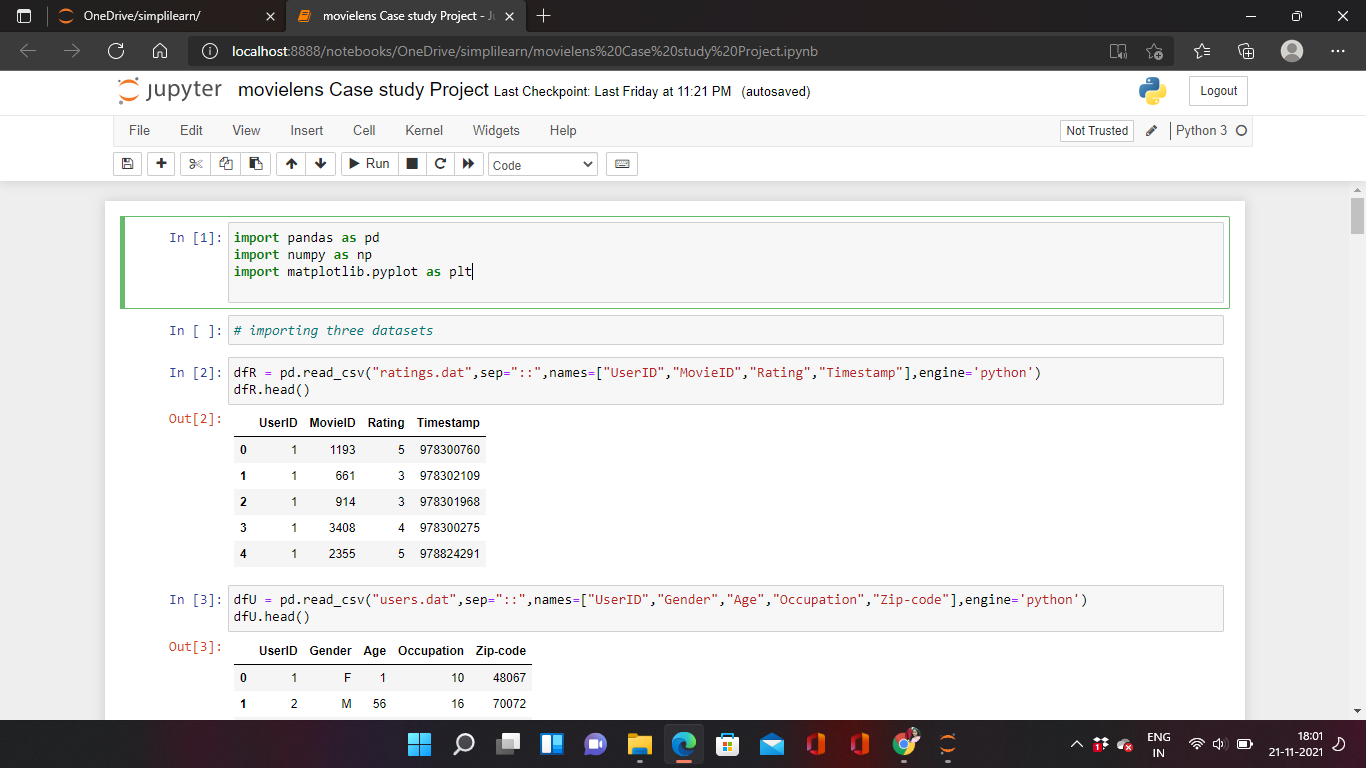 OneDrive/simplilearn/
movielens Case study Project - Ju
localhost:8888/notebooks/OneDrive/simplilearn/movielens%20Case%20study%20Project.ipynb
jupyter movielens Case study Project Last Checkpoint: Last Friday at 11:21 PM (autosaved)
Logout
File Edit View Insert Cell Kernel Widgets Help
Not Trusted Python 3
Run Code
In [1]: import pandas as pd
import numpy as np
import matplotlib.pyplot as plt
In [ ]: # importing three datasets
In [2]: dfR = pd.read_csv("ratings.dat",sep="::",names=["UserID","MovieID","Rating","Timestamp"],engine='python')
dfR.head()
Out[2]:
UserID MovieID Rating Timestamp
0 1 1193 5 978300760
1 1 661 3 978302109
2 1 914 3 978301968
3 1 3408 4 978300275
4 1 2355 5 978824291
In [3]: dfU = pd.read_csv("users.dat",sep="::",names=["UserID","Gender","Age","Occupation","Zip-code"],engine='python')
dfU.head()
Out[3]:
UserID Gender Age Occupation Zip-code
0 1 F 1 10 48067
1 2 M 56 16 70072
1
ENG
IN
18:01
21-11-2021